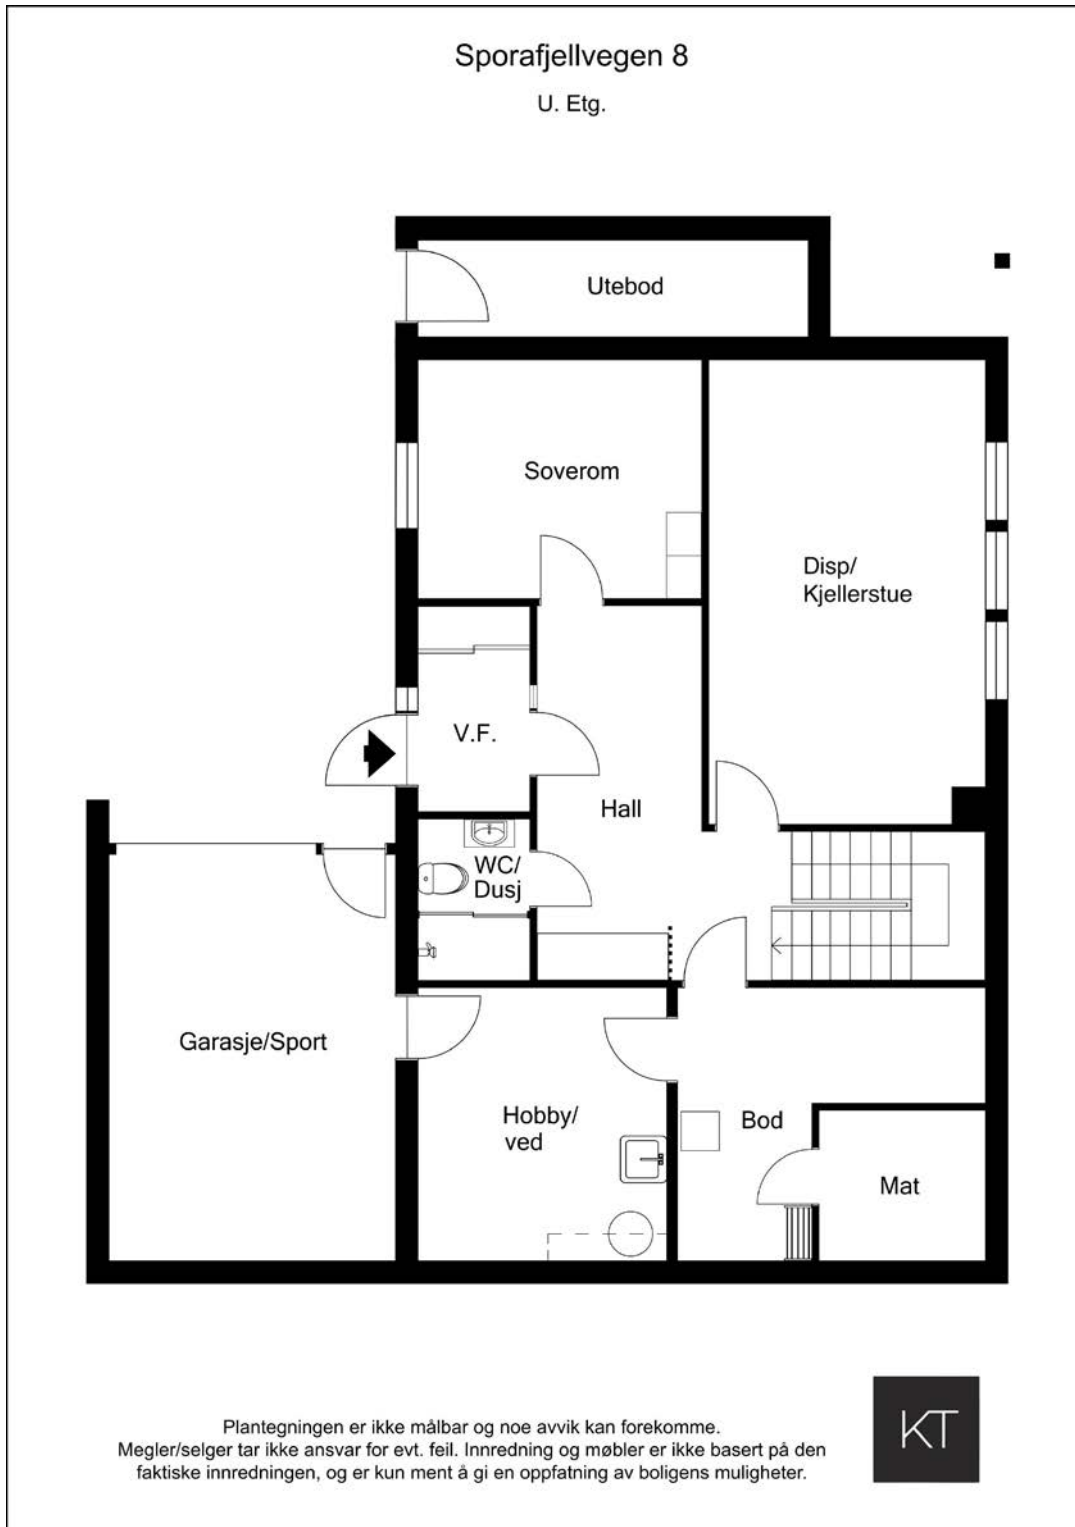 Sporafjellvegen 8
U. Etg.
Utebod
Soverom
Disp/
Kjellerstue
V.F.
Hall
WC/
Dusj
Garasje/Sport
Hobby/
ved
Bod
Mat
Plantegningen er ikke målbar og noe avvik kan forekomme.
Megler/selger tar ikke ansvar for evt. feil. Innredning og møbler er ikke basert på den
faktiske innredningen, og er kun ment å gi en oppfatning av boligens muligheter.
KT